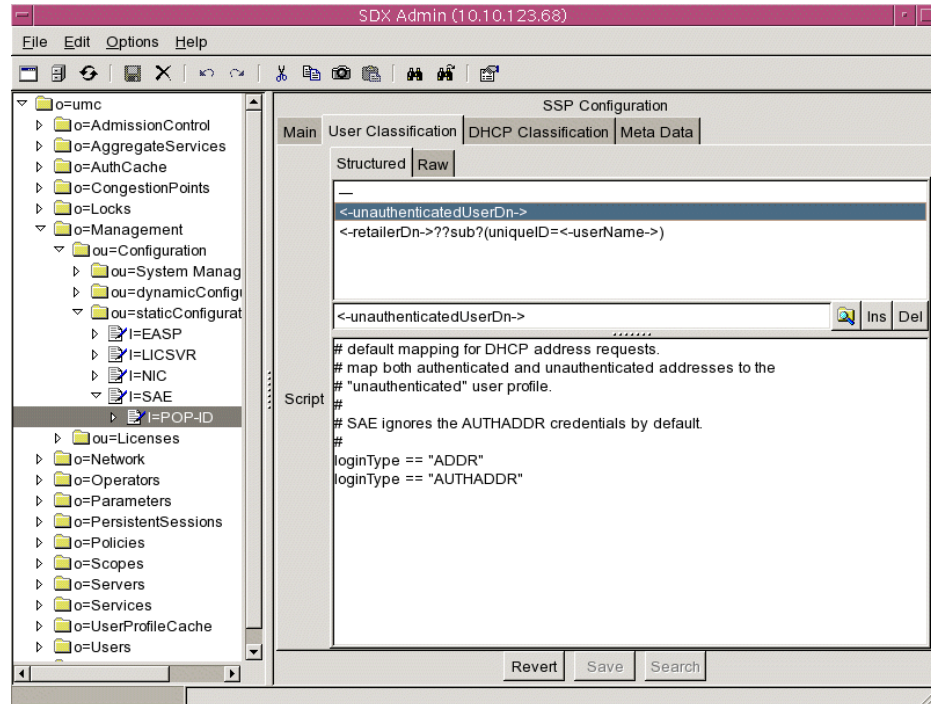 SDX Admin (10.10.123.68)
File Edit Options Help
o=umc
o=AdmissionControl
o=AggregateServices
o=AuthCache
o=CongestionPoints
o=Locks
o=Management
ou=Configuration
ou=System Manag
ou=dynamicConfigu
ou=staticConfigurat
l=EASP
l=LICSVR
l=NIC
l=SAE
l=POP-ID
ou=Licenses
o=Network
o=Operators
o=Parameters
o=PersistentSessions
o=Policies
o=Scopes
o=Servers
o=Services
o=UserProfileCache
o=Users
SSP Configuration
Main User Classification DHCP Classification Meta Data
Structured Raw
—
<-unauthenticatedUserDn->
<-retailerDn->??sub?(uniqueID=<-userName->)
<-unauthenticatedUserDn-> Ins Del
Script
# default mapping for DHCP address requests.
# map both authenticated and unauthenticated addresses to the
# "unauthenticated" user profile.
#
# SAE ignores the AUTHADDR credentials by default.
#
loginType == "ADDR"
loginType == "AUTHADDR"
Revert Save Search